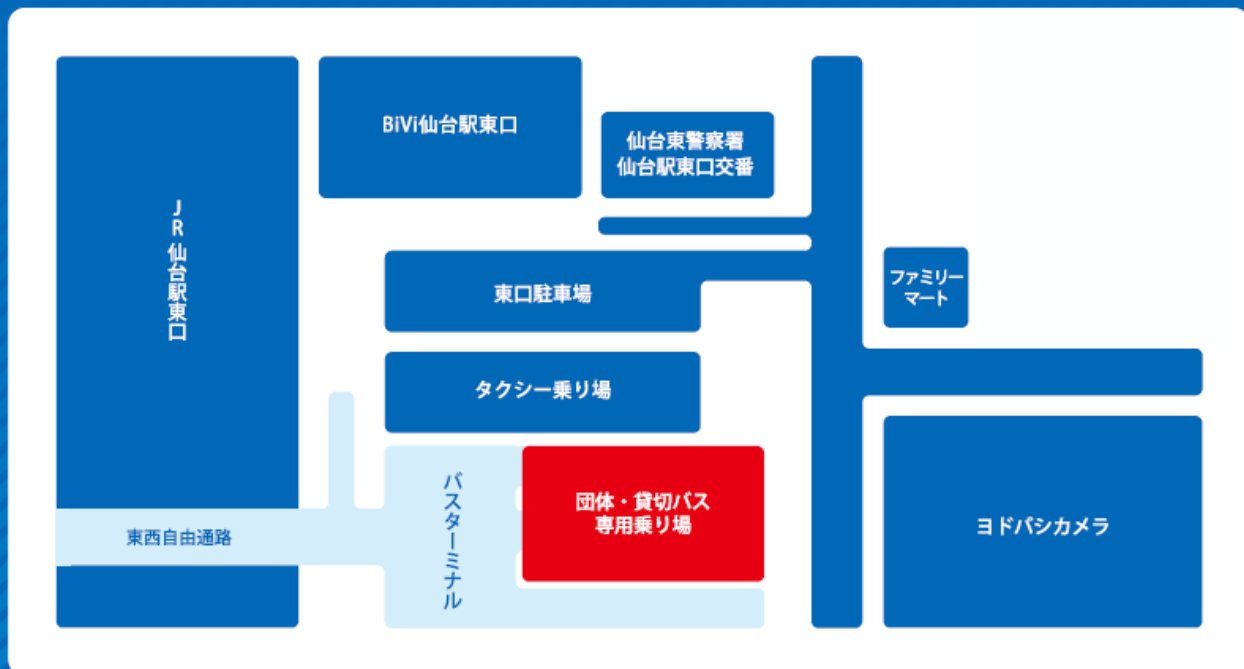 BiVi仙台駅東口
仙台東警察署
仙台駅東口交番
JR仙台駅東口
東口駐車場
ファミリー
マート
タクシー乗り場
バスターミナル
団体・貸切バス
専用乗り場
東西自由通路
ヨドバシカメラ